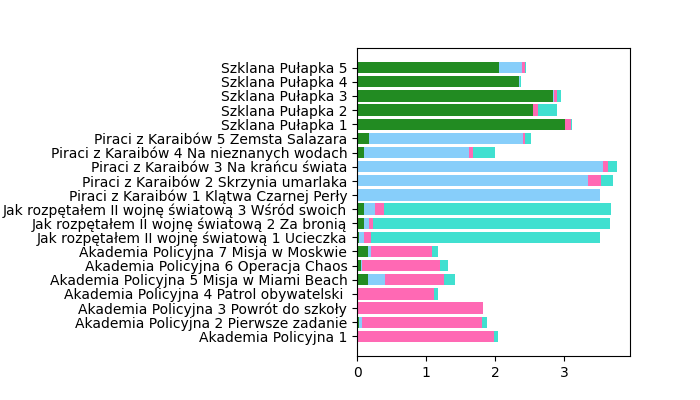 Szklana Pułapka 5
Szklana Pułapka 4
Szklana Pułapka 3
Szklana Pułapka 2
Szklana Pułapka 1
Piraci z Karaibów 5 Zemsta Salazara
Piraci z Karaibów 4 Na nieznanych wodach
Piraci z Karaibów 3 Na krańcu świata
Piraci z Karaibów 2 Skrzynia umarlaka
Piraci z Karaibów 1 Klątwa Czarnej Perły
Jak rozpętałem II wojnę światową 3 Wśród swoich
Jak rozpętałem II wojnę światową 2 Za bronią
Jak rozpętałem II wojnę światową 1 Ucieczka
Akademia Policyjna 7 Misja w Moskwie
Akademia Policyjna 6 Operacja Chaos
Akademia Policyjna 5 Misja w Miami Beach
Akademia Policyjna 4 Patrol obywatelski
Akademia Policyjna 3 Powrót do szkoły
Akademia Policyjna 2 Pierwsze zadanie
Akademia Policyjna 1
0 1 2 3